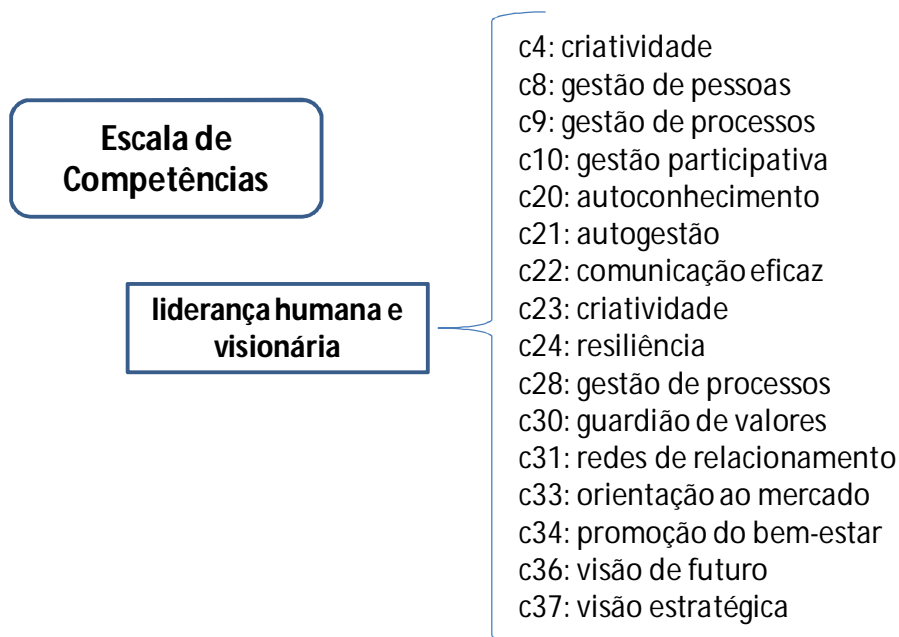 Escala de
Competências
liderança humana e
visionária
c4: criatividade
c8: gestão de pessoas
c9: gestão de processos
c10: gestão participativa
c20: autoconhecimento
c21: autogestão
c22: comunicação eficaz
c23: criatividade
c24: resiliência
c28: gestão de processos
c30: guardião de valores
c31: redes de relacionamento
c33: orientação ao mercado
c34: promoção do bem-estar
c36: visão de futuro
c37: visão estratégica